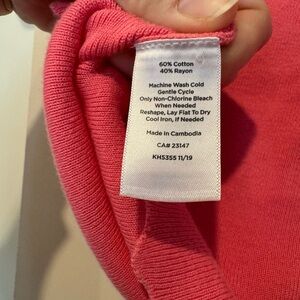 60% Cotton
40% Rayon
Machine Wash Cold
Gentle Cycle
Only Non-Chlorine Bleach
When Needed
Reshape, Lay Flat To Dry
Cool Iron, If Needed
Made in Cambodia
CA# 23147
KH5355 11/19